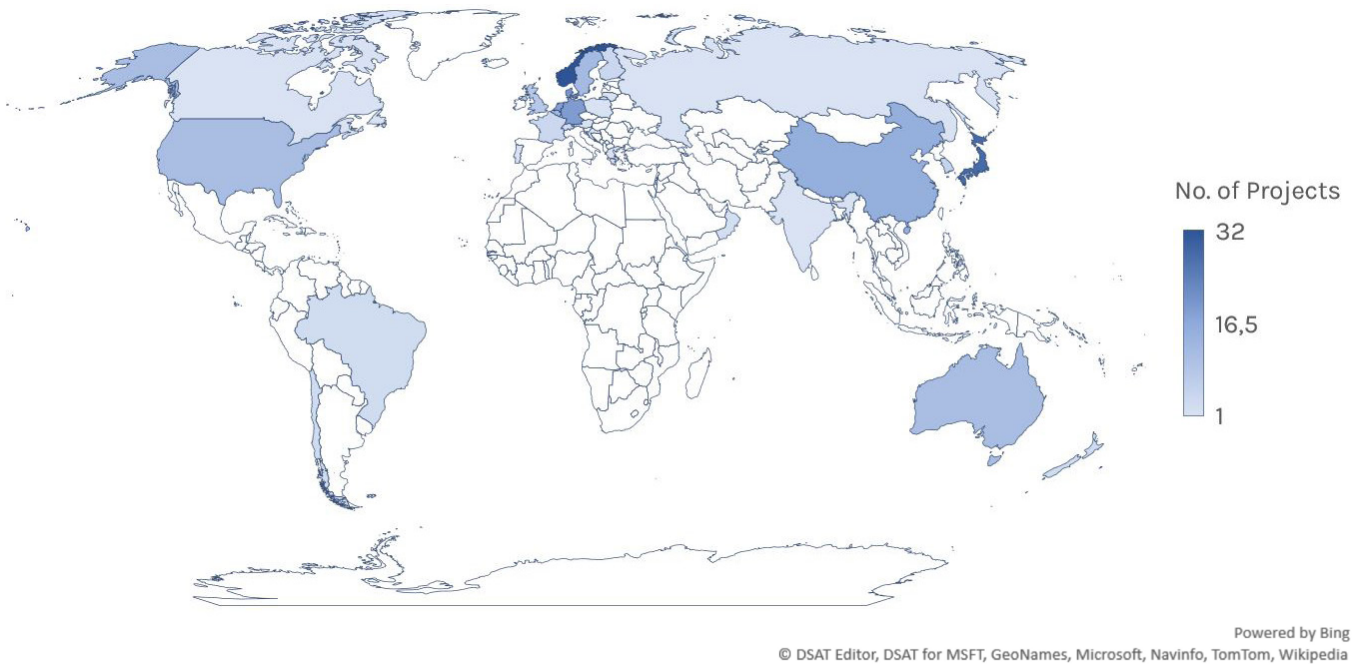 No. of Projects
32
16,5
1
Powered by Bing
© DSAT Editor, DSAT for MSFT, GeoNames, Microsoft, Navinfo, TomTom, Wikipedia